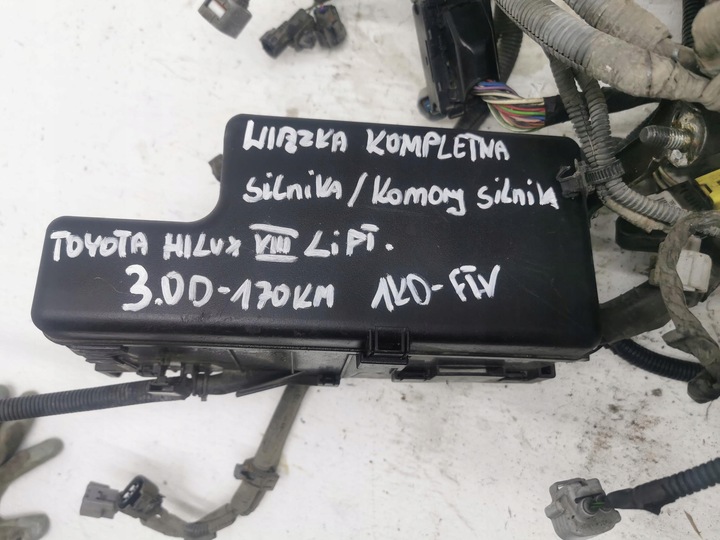 WIĄZKA KOMPLETNA
Silnika/Komory Silnika
TOYOTA HILUX VIII LiFT.
3.0D-170KM 1KD-FTV